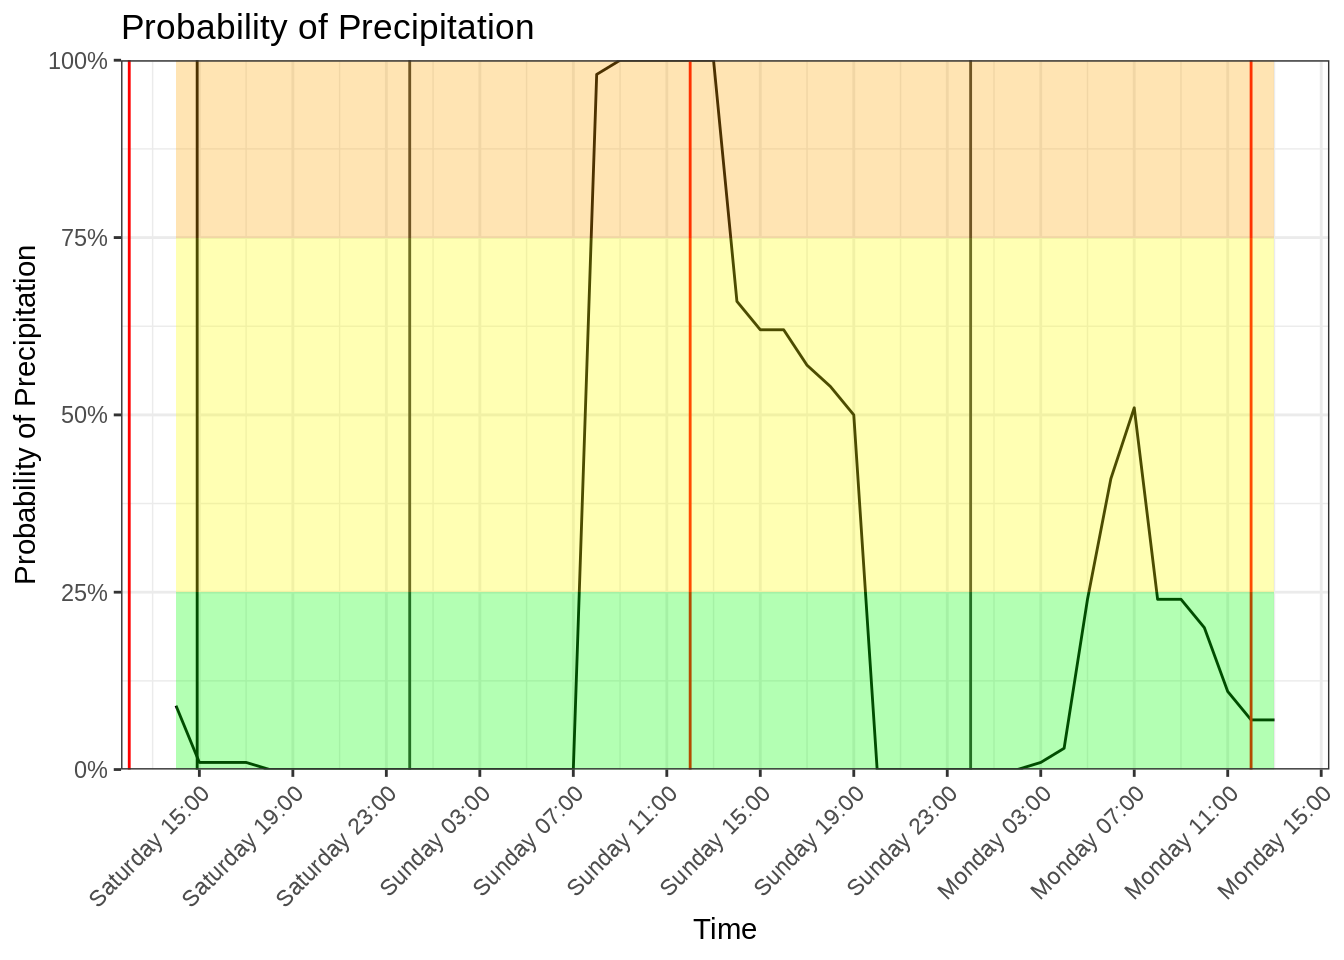 Probability of Precipitation
Probability of Precipitation
100%
75%
50%
25%
0%
Saturday 15:00
Saturday 19:00
Saturday 23:00
Sunday 03:00
Sunday 07:00
Sunday 11:00
Sunday 15:00
Sunday 19:00
Sunday 23:00
Monday 03:00
Monday 07:00
Monday 11:00
Monday 15:00
Time